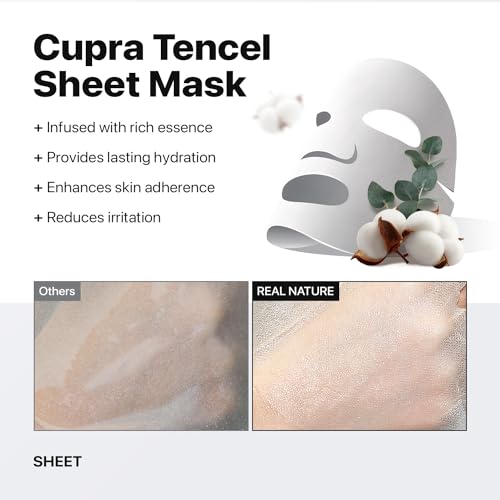 Cupra Tencel
Sheet Mask
+ Infused with rich essence
+ Provides lasting hydration
+ Enhances skin adherence
+ Reduces irritation
Others
REAL NATURE
SHEET